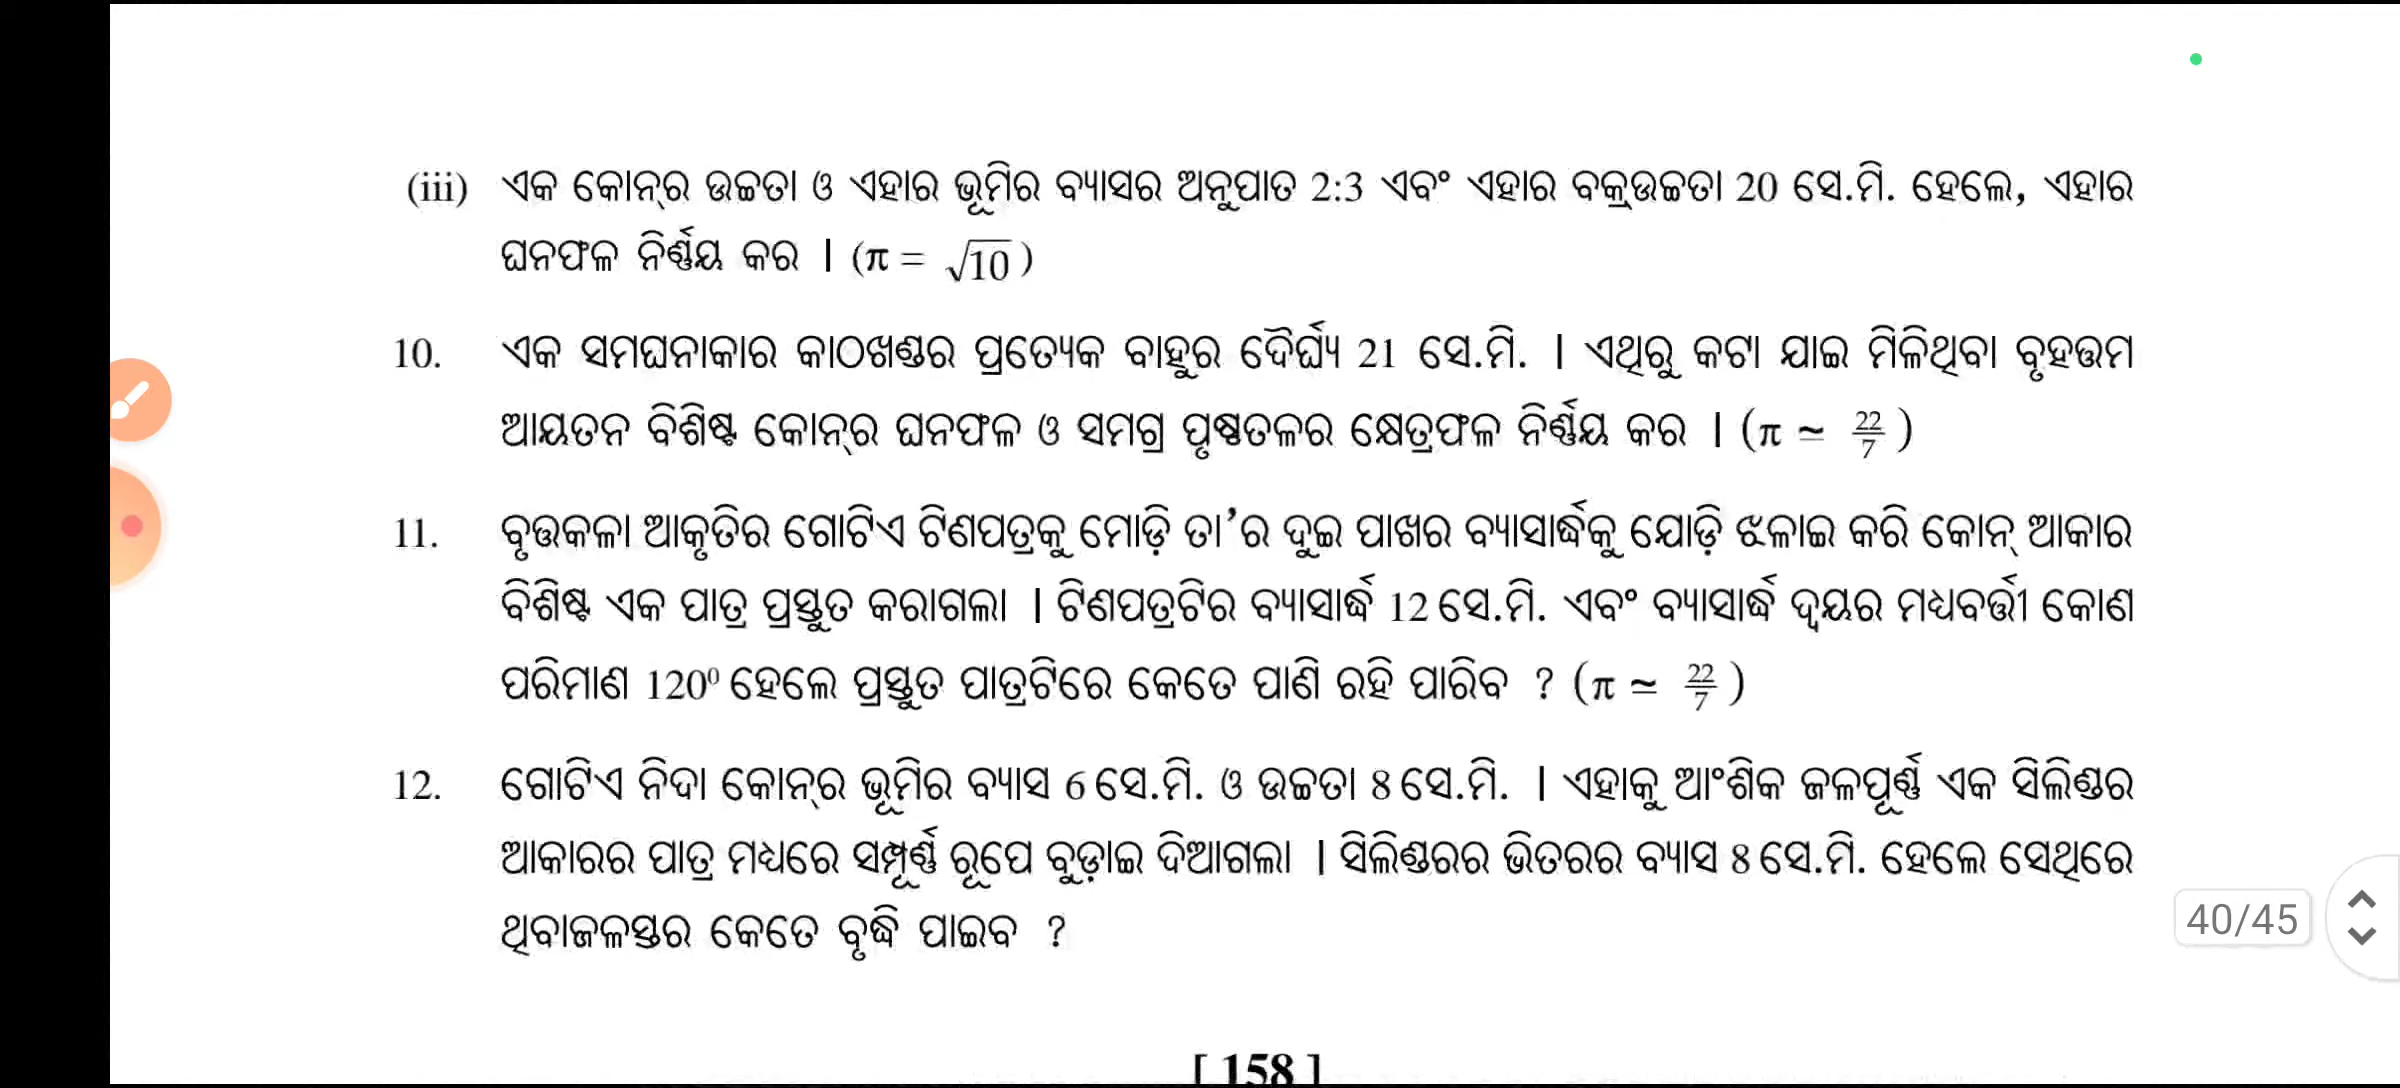 (iii) ଏକ କୋନ୍‌ର ଉଚ୍ଚତା ଓ ଏହାର ଭୂମିର ବ୍ୟାସର ଅନୁପାତ 2:3 ଏବଂ ଏହାର ବକ୍ରଉଚ୍ଚତା 20 ସେ.ମି. ହେଲେ, ଏହାର
ଘନଫଳ ନିର୍ଣ୍ଣୟ କର । (π = √10)
10. ଏକ ସମଘନାକାର କାଠଖଣ୍ଡର ପ୍ରତ୍ୟେକ ବାହୁର ଦୈର୍ଘ୍ୟ 21 ସେ.ମି. । ଏଥିରୁ କଟା ଯାଇ ମିଳିଥିବା ବୃହତ୍ତମ
ଆୟତନ ବିଶିଷ୍ଟ କୋନ୍‌ର ଘନଫଳ ଓ ସମଗ୍ର ପୃଷ୍ଠତଳର କ୍ଷେତ୍ରଫଳ ନିର୍ଣ୍ଣୟ କର । (π ≃ 22/7)
11. ବୃତ୍ତକଳା ଆକୃତିର ଗୋଟିଏ ଟିଣପତ୍ରକୁ ମୋଡ଼ି ତା’ର ଦୁଇ ପାଖର ବ୍ୟାସାର୍ଦ୍ଧକୁ ଯୋଡ଼ି ଝଳାଇ କରି କୋନ୍ ଆକାର
ବିଶିଷ୍ଟ ଏକ ପାତ୍ର ପ୍ରସ୍ତୁତ କରାଗଲା । ଟିଣପତ୍ରଟିର ବ୍ୟାସାର୍ଦ୍ଧ 12 ସେ.ମି. ଏବଂ ବ୍ୟାସାର୍ଦ୍ଧ ଦ୍ୱୟର ମଧ୍ୟବର୍ତ୍ତୀ କୋଣ
ପରିମାଣ 120⁰ ହେଲେ ପ୍ରସ୍ତୁତ ପାତ୍ରଟିରେ କେତେ ପାଣି ରହି ପାରିବ ? (π ≃ 22/7)
12. ଗୋଟିଏ ନିଦା କୋନ୍‌ର ଭୂମିର ବ୍ୟାସ 6 ସେ.ମି. ଓ ଉଚ୍ଚତା 8 ସେ.ମି. । ଏହାକୁ ଆଂଶିକ ଜଳପୂର୍ଣ୍ଣ ଏକ ସିଲିଣ୍ଡର
ଆକାରର ପାତ୍ର ମଧ୍ୟରେ ସମ୍ପୂର୍ଣ୍ଣ ରୂପେ ବୁଡ଼ାଇ ଦିଆଗଲା । ସିଲିଣ୍ଡରର ଭିତରର ବ୍ୟାସ 8 ସେ.ମି. ହେଲେ ସେଥିରେ
ଥିବାଜଳସ୍ତର କେତେ ବୃଦ୍ଧି ପାଇବ ?
40/45
[ 158 ]